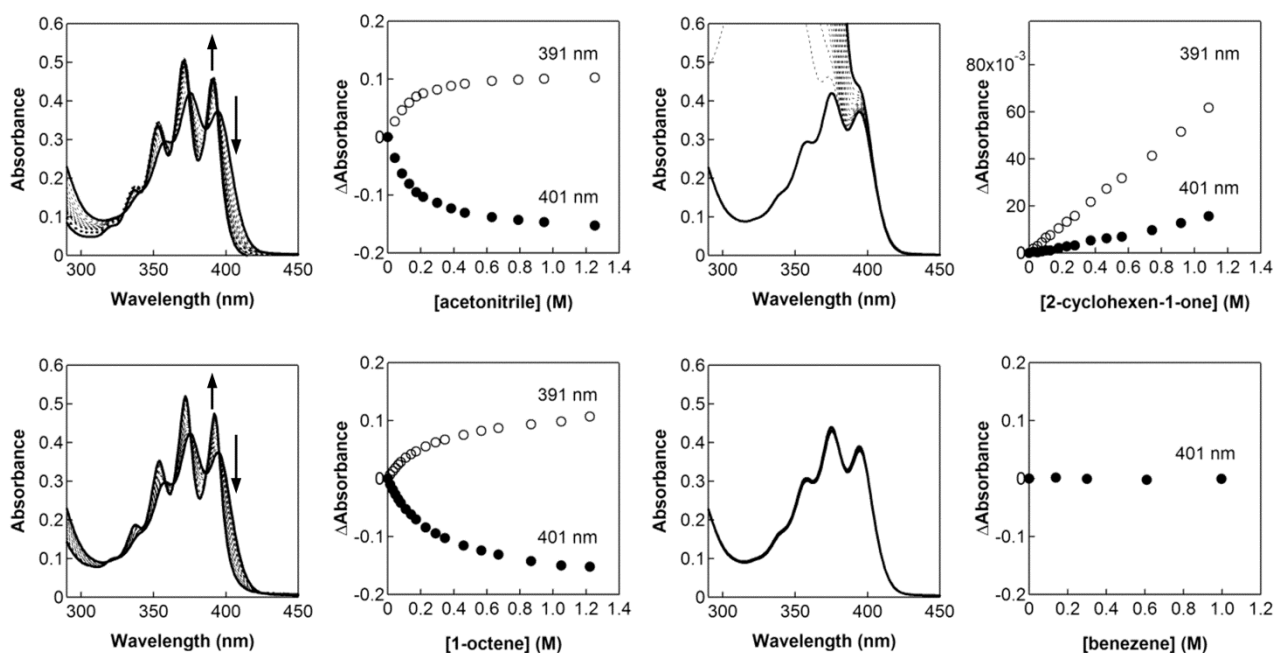 0.6
0.5
0.4
0.3
0.2
0.1
0
Absorbance
300 350 400 450
Wavelength (nm)
0.2
0.1
0
-0.1
-0.2
ΔAbsorbance
391 nm
401 nm
0 0.2 0.4 0.6 0.8 1.0 1.2 1.4
[acetonitrile] (M)
0.6
0.5
0.4
0.3
0.2
0.1
0
Absorbance
300 350 400 450
Wavelength (nm)
80x10⁻³
60
40
20
0
ΔAbsorbance
391 nm
401 nm
0 0.2 0.4 0.6 0.8 1.0 1.2 1.4
[2-cyclohexen-1-one] (M)
0.6
0.5
0.4
0.3
0.2
0.1
0
Absorbance
300 350 400 450
Wavelength (nm)
0.2
0.1
0
-0.1
-0.2
ΔAbsorbance
391 nm
401 nm
0 0.2 0.4 0.6 0.8 1.0 1.2 1.4
[1-octene] (M)
0.6
0.5
0.4
0.3
0.2
0.1
0
Absorbance
300 350 400 450
Wavelength (nm)
0.2
0.1
0
-0.1
-0.2
ΔAbsorbance
401 nm
0 0.2 0.4 0.6 0.8 1.0 1.2 1.4
[benezene] (M)